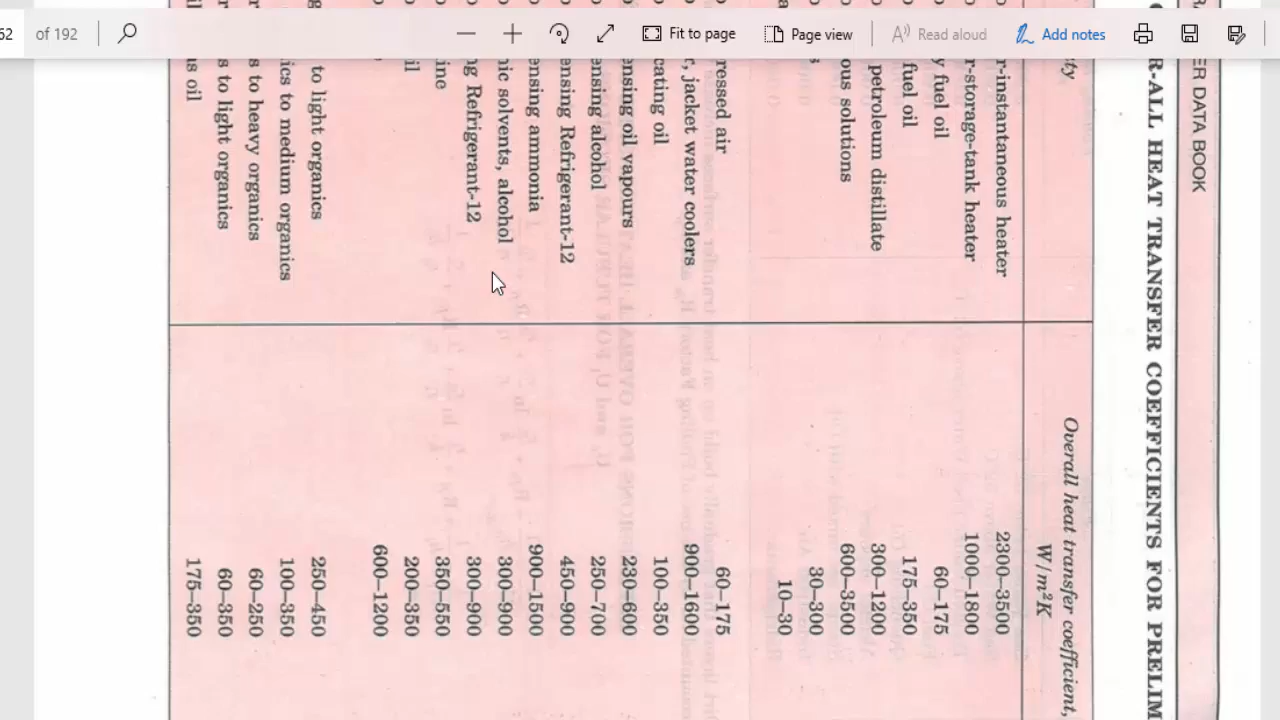 62 of 192 Fit to page Page view Read aloud Add notes
ER DATA BOOK
R-ALL HEAT TRANSFER COEFFICIENTS FOR PRELIM
ty Overall heat transfer coefficient,
W/m²K
r-instantaneous heater 2300–3500
r-storage-tank heater 1000–1800
y fuel oil 60–175
fuel oil 175–350
petroleum distillate 300–1200
ous solutions 600–3500
s 30–300
10–30
ressed air 60–175
r, jacket water coolers 900–1600
cating oil 100–350
ensing oil vapours 230–600
ensing alcohol 250–700
ensing Refrigerant-12 450–900
ensing ammonia 900–1500
nic solvents, alcohol 300–900
ng Refrigerant-12 300–900
ine 350–550
il 200–350
600–1200
to light organics 250–450
ics to medium organics 100–350
s to heavy organics 60–250
s to light organics 60–350
s oil 175–350